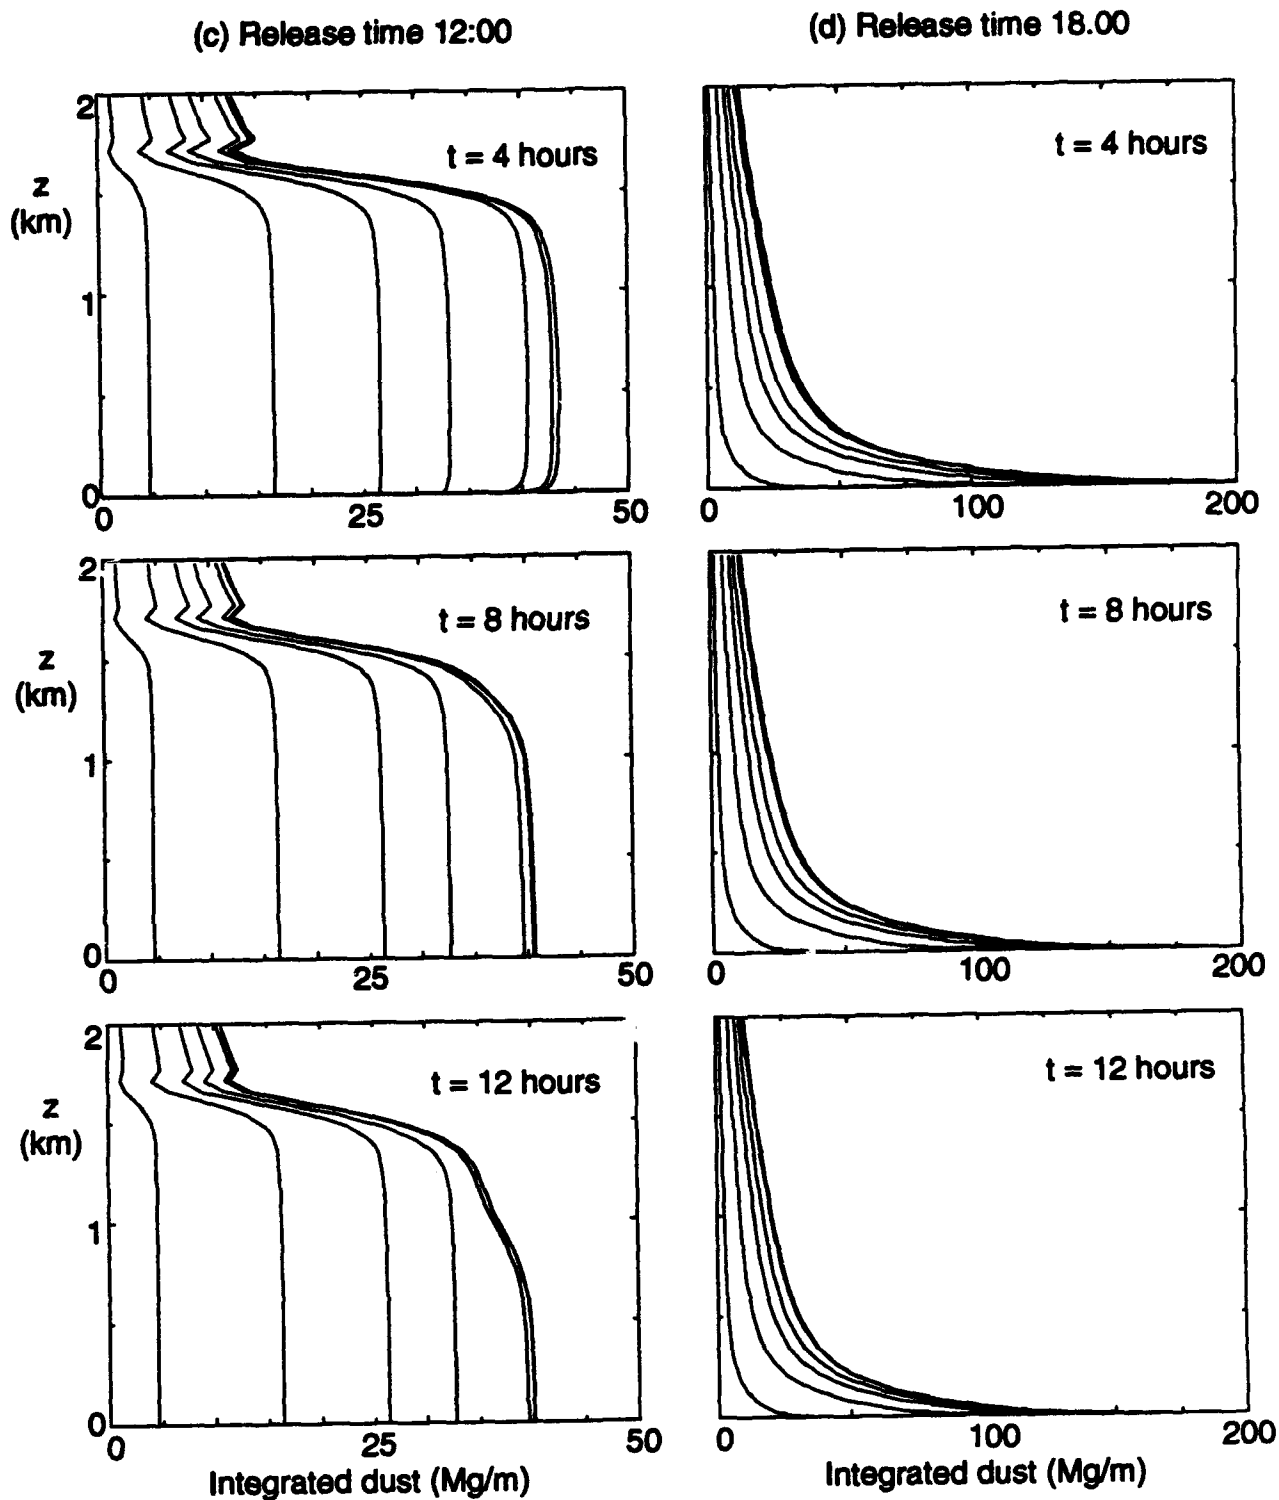 (c) Release time 12:00
(d) Release time 18.00
2
z
(km)
1
0
t = 4 hours
0
25
50
t = 4 hours
0
100
200
2
z
(km)
1
0
t = 8 hours
0
25
50
t = 8 hours
0
100
200
2
z
(km)
1
0
t = 12 hours
0
25
50
Integrated dust (Mg/m)
t = 12 hours
0
100
200
Integrated dust (Mg/m)